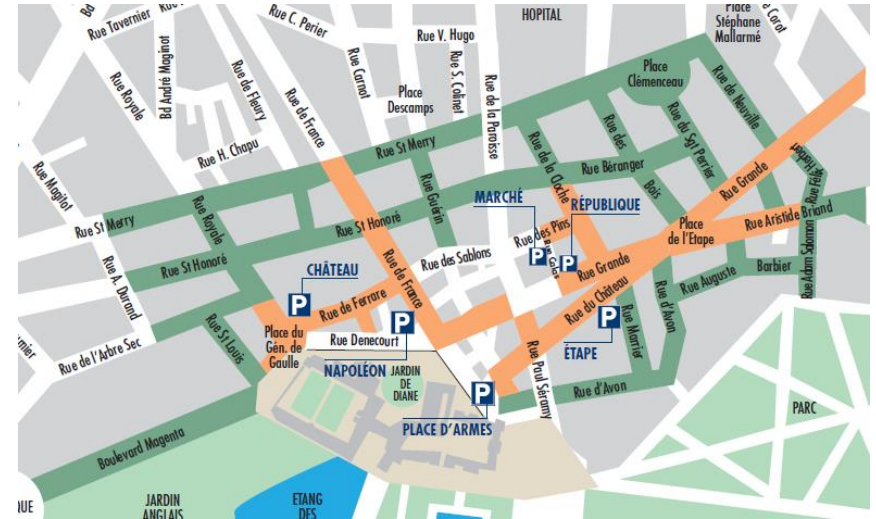 Bd
Rue Tavernier
Rue C. Perier
Rue V. Hugo
HOPITAL
Place
Stéphane
Mallarmé
Corot
Rue Royale
Bd André Maginot
Rue de Fleury
Rue de France
Rue Carnot
Place
Descamps
Rue S. Colinet
Rue de la Paroisse
Place
Clémenceau
Rue de Neuville
Rue H. Chapu
Rue St Merry
Rue de la Cloche
Rue des
Bois
Rue du Sgt Perrier
Rue Béranger
Rue Grande
Rue Magitot
Rue St Merry
Rue Royale
Rue St Honoré
Rue Guérin
MARCHÉ
P
RÉPUBLIQUE
P
Rue des Pins
Place
de l'Etape
Rue Aristide Briand
Rue Félix
Rue Adam Salomon
Rue St Honoré
Rue A. Durand
CHÂTEAU
P
Rue des Sablons
Rue de France
Rue Grande
Rue du Château
Rue Auguste
Barbier
Rue de Ferrare
Rue St Louis
Place du
Gén. de
Gaulle
Rue Denecourt
NAPOLÉON
P
Rue de l'Arbre Sec
ÉTAPE
P
Rue Marrier
Rue d'Avon
JARDIN
DE
DIANE
PLACE D'ARMES
P
Rue Paul Séramy
Rue d'Avon
PARC
Boulevard Magenta
JARDIN
ANGLAIS
ETANG
DES